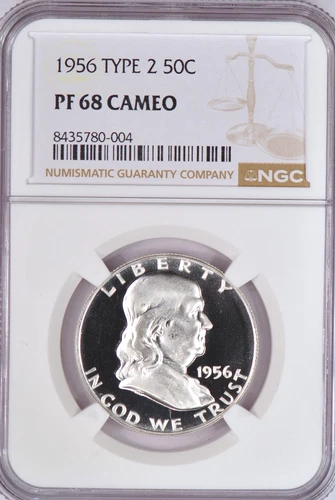 1956 TYPE 2 50C
PF 68 CAMEO
8435780-004
NUMISMATIC GUARANTY COMPANY NGC
LIBERTY
1956
IN GOD WE TRUST